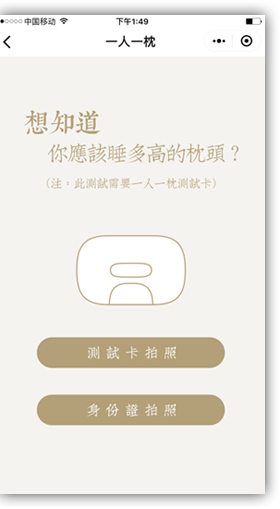 中国移动 下午1:49
一人一枕
想知道
你應該睡多高的枕頭？
（注：此測試需要一人一枕測試卡）
測試卡拍照
身份證拍照